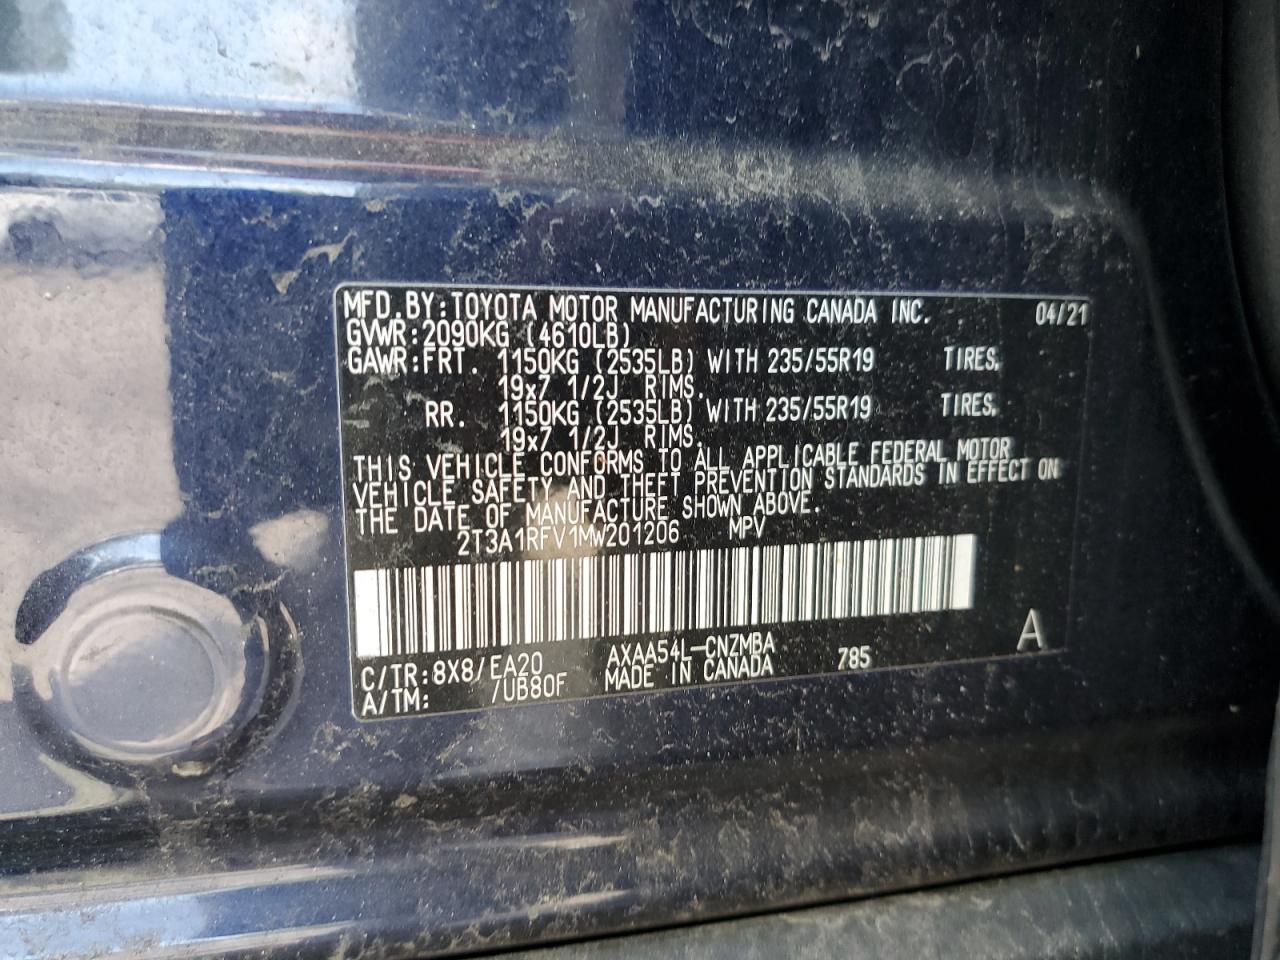 MFD.BY:TOYOTA MOTOR MANUFACTURING CANADA INC. 04/21
GVWR:2090KG (4610LB)
GAWR:FRT. 1150KG (2535LB) WITH 235/55R19 TIRES,
19x7 1/2J RIMS.
RR. 1150KG (2535LB) WITH 235/55R19 TIRES,
19x7 1/2J RIMS.
THIS VEHICLE CONFORMS TO ALL APPLICABLE FEDERAL MOTOR
VEHICLE SAFETY AND THEFT PREVENTION STANDARDS IN EFFECT ON
THE DATE OF MANUFACTURE SHOWN ABOVE.
2T3A1RFV1MW201206 MPV
C/TR:8X8/EA20 AXAA54L-CNZMBA 785 A
A/TM: /UB80F MADE IN CANADA